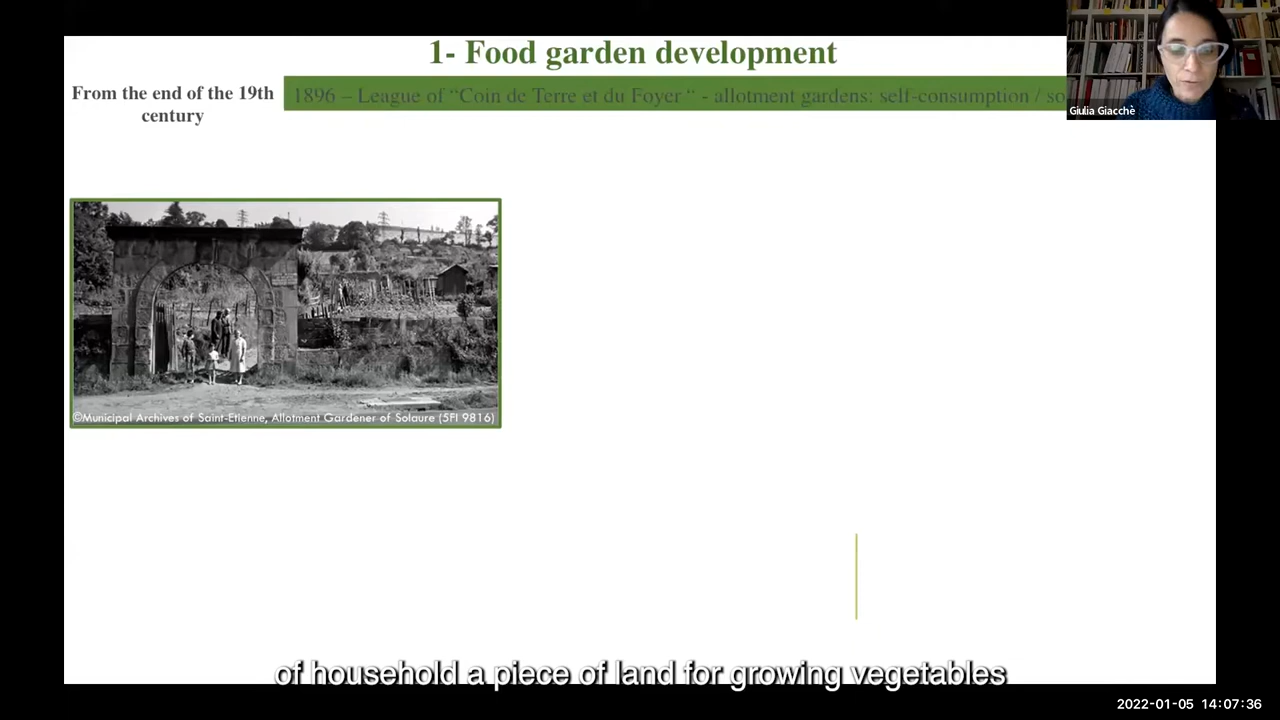 1- Food garden development
From the end of the 19th
century
1896 – League of “Coin de Terre et du Foyer “ - allotment gardens: self-consumption / so
Giulia Giacchè
©Municipal Archives of Saint-Etienne, Allotment Gardener of Solaure (5FI 9816)
of household a piece of land for growing vegetables
2022-01-05 14:07:36